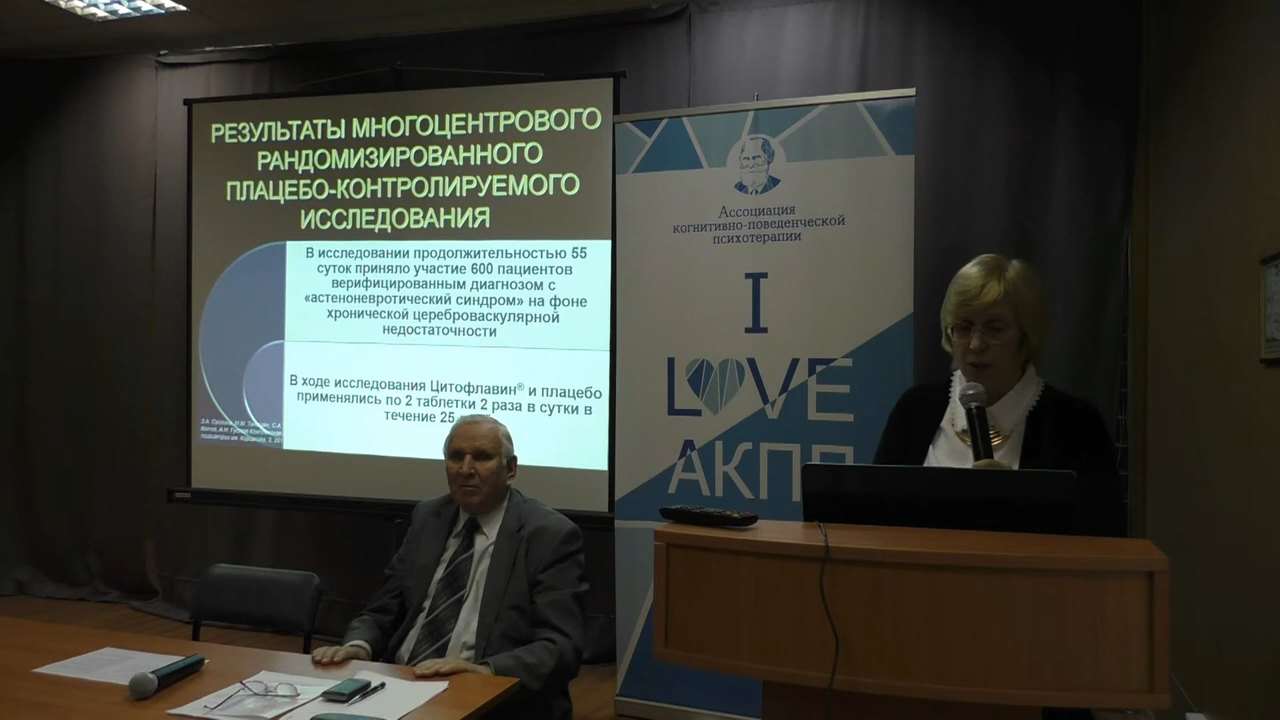 РЕЗУЛЬТАТЫ МНОГОЦЕНТРОВОГО
РАНДОМИЗИРОВАННОГО
ПЛАЦЕБО-КОНТРОЛИРУЕМОГО
ИССЛЕДОВАНИЯ
В исследовании продолжительностью 55
суток приняло участие 600 пациентов
верифицированным диагнозом с
«астеноневротический синдром» на фоне
хронической цереброваскулярной
недостаточности
В ходе исследования Цитофлавин® и плацебо
применялись по 2 таблетки 2 раза в сутки в
течение 25
Ассоциация
когнитивно-поведенческой
психотерапии
I
LOVE
АКПП